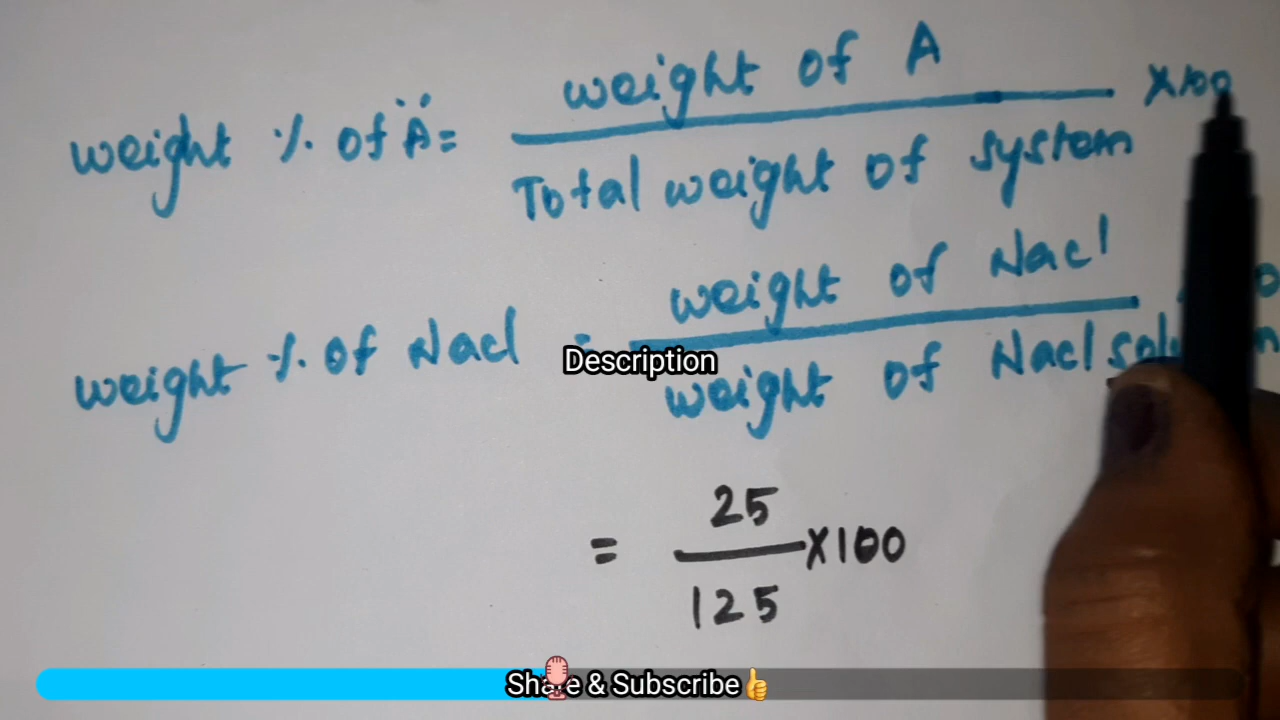 weight of A
weight % of Ä = ×100
Total weight of system
weight of Nacl
weight % of Nacl =
Description
weight of Nacl
25
= ×100
125
Share & Subscribe👍